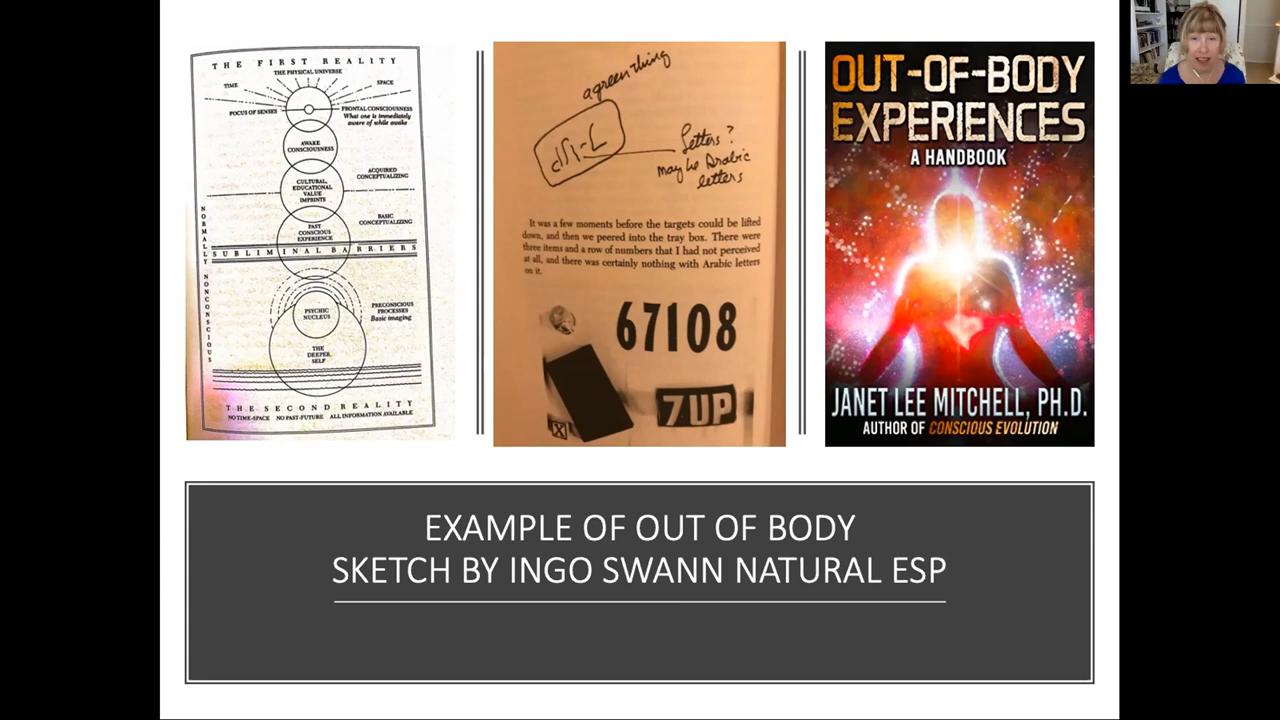 THE FIRST REALITY
THE PHYSICAL UNIVERSE
TIME
SPACE
FOCUS OF SENSES
FRONTAL CONSCIOUSNESS
What one is immediately
aware of while awake
AWAKE
CONSCIOUSNESS
ACQUIRED
CONCEPTUALIZING
CULTURAL,
EDUCATIONAL
VALUE
IMPRINTS
BASIC
CONCEPTUALIZING
PAST
CONSCIOUS
EXPERIENCE
SUBLIMINAL BARRIERS
NORMALLY NONCONSCIOUS
PRECONSCIOUS
PROCESSES
Basic imaging
PSYCHIC
NUCLEUS
THE
DEEPER
SELF
THE SECOND REALITY
NO TIME-SPACE NO PAST-FUTURE ALL INFORMATION AVAILABLE
a green thing
letters?
may be Arabic
letters
It was a few moments before the targets could be lifted
down, and then we peered into the tray box. There were
three items and a row of numbers that I had not perceived
at all, and there was certainly nothing with Arabic letters
on it.
67108
7UP
X
OUT-OF-BODY
EXPERIENCES
A HANDBOOK
JANET LEE MITCHELL, PH.D.
AUTHOR OF CONSCIOUS EVOLUTION
EXAMPLE OF OUT OF BODY
SKETCH BY INGO SWANN NATURAL ESP